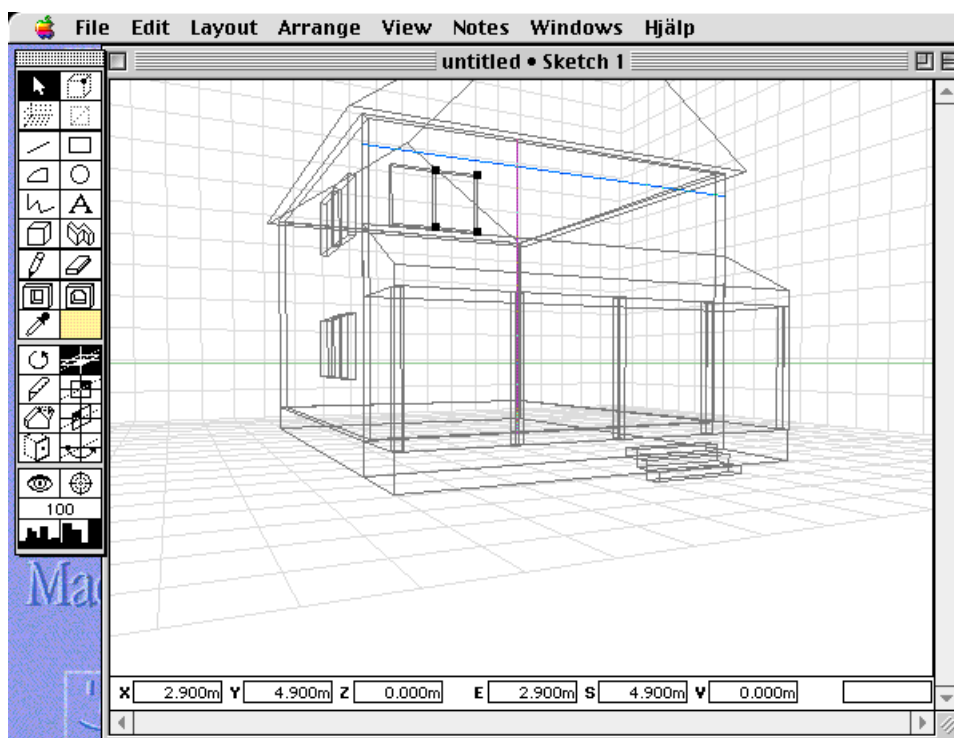 File Edit Layout Arrange View Notes Windows Hjälp
untitled • Sketch 1
A
100
Mac
X 2.900m Y 4.900m Z 0.000m E 2.900m S 4.900m V 0.000m